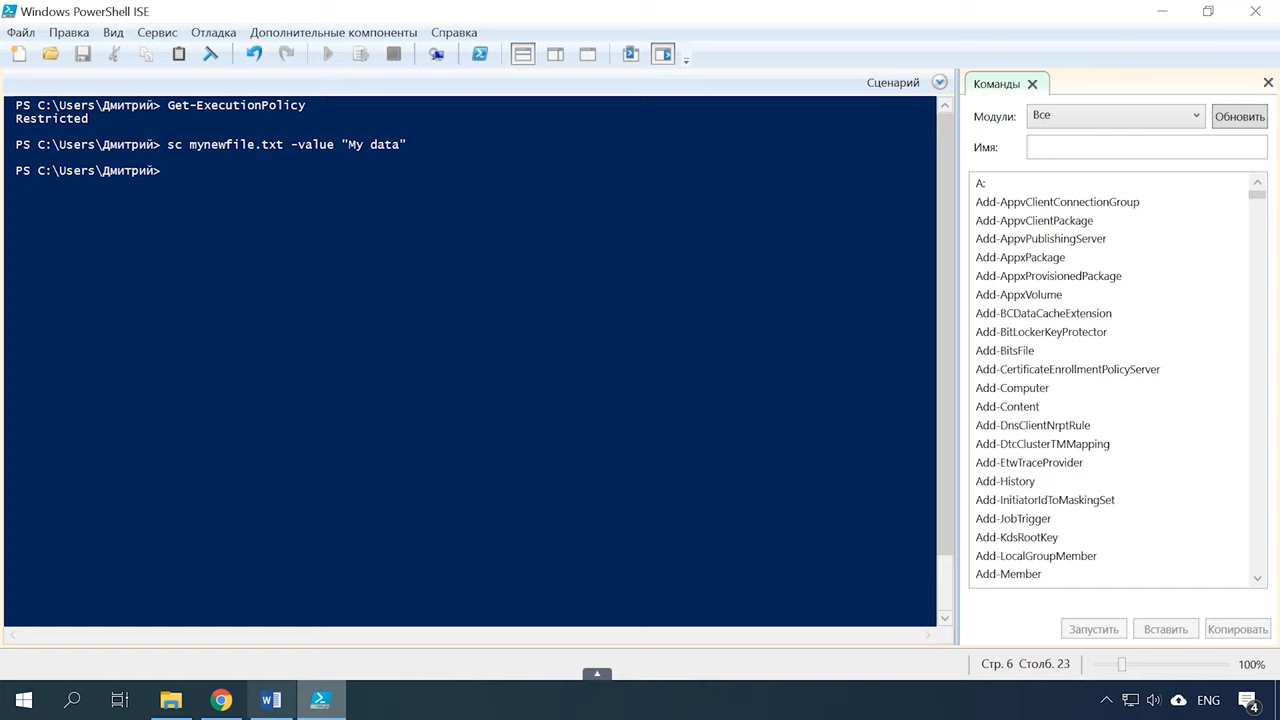 Windows PowerShell ISE
Файл Правка Вид Сервис Отладка Дополнительные компоненты Справка
Сценарий
PS C:\Users\Дмитрий> Get-ExecutionPolicy
Restricted
PS C:\Users\Дмитрий> sc mynewfile.txt -value "My data"
PS C:\Users\Дмитрий>
Команды
Модули: Все Обновить
Имя:
A:
Add-AppvClientConnectionGroup
Add-AppvClientPackage
Add-AppvPublishingServer
Add-AppxPackage
Add-AppxProvisionedPackage
Add-AppxVolume
Add-BCDataCacheExtension
Add-BitLockerKeyProtector
Add-BitsFile
Add-CertificateEnrollmentPolicyServer
Add-Computer
Add-Content
Add-DnsClientNrptRule
Add-DtcClusterTMMapping
Add-EtwTraceProvider
Add-History
Add-InitiatorIdToMaskingSet
Add-JobTrigger
Add-KdsRootKey
Add-LocalGroupMember
Add-Member
Запустить Вставить Копировать
Стр. 6 Столб. 23 100%
ENG 4